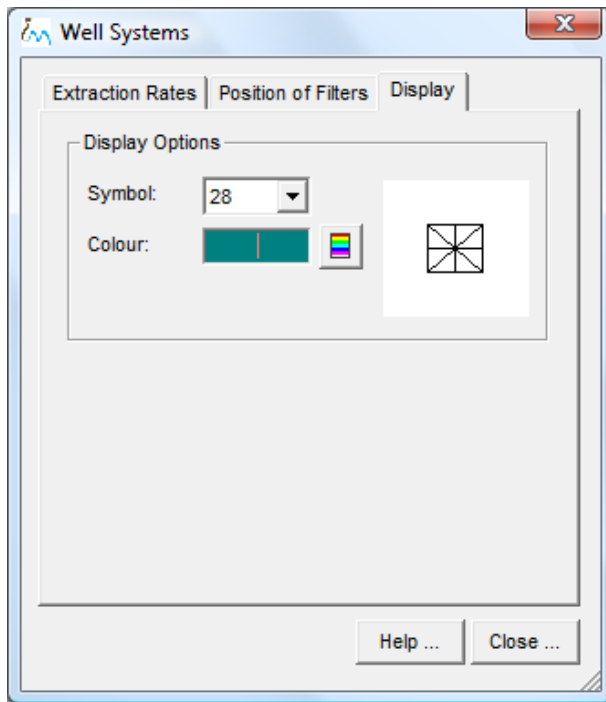 Well Systems
X
Extraction Rates Position of Filters Display
Display Options
Symbol: 28
Colour:
Help ... Close ...